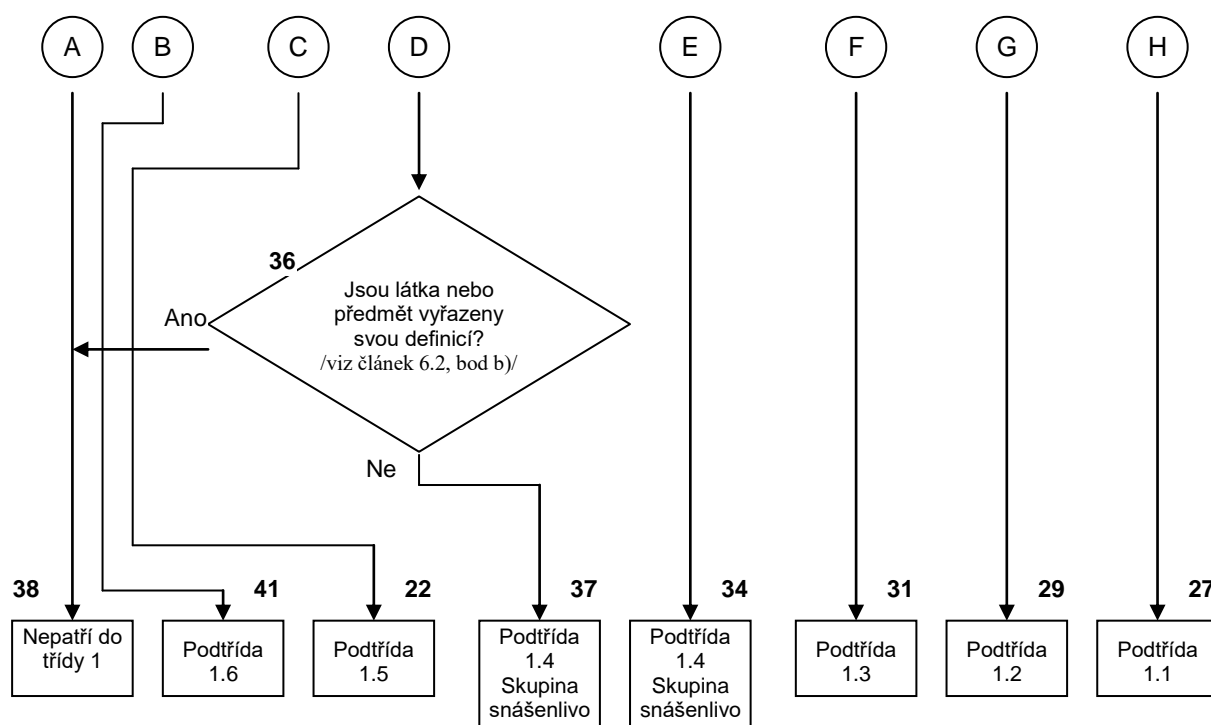 A B C D E F G H
36
Jsou látka nebo
předmět vyřazeny
svou definicí?
/viz článek 6.2, bod b)/
Ano
Ne
38 41 22 37 34 31 29 27
Nepatří do
třídy 1
Podtřída
1.6
Podtřída
1.5
Podtřída
1.4
Skupina
snášenlivo
Podtřída
1.4
Skupina
snášenlivo
Podtřída
1.3
Podtřída
1.2
Podtřída
1.1